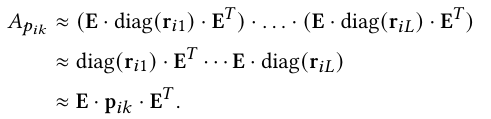 A_{p_{ik}} ≈ (E · diag(r_{i1}) · E^T) · … · (E · diag(r_{iL}) · E^T)
≈ diag(r_{i1}) · E^T ⋯ E · diag(r_{iL})
≈ E · 𝔭_{ik} · E^T.